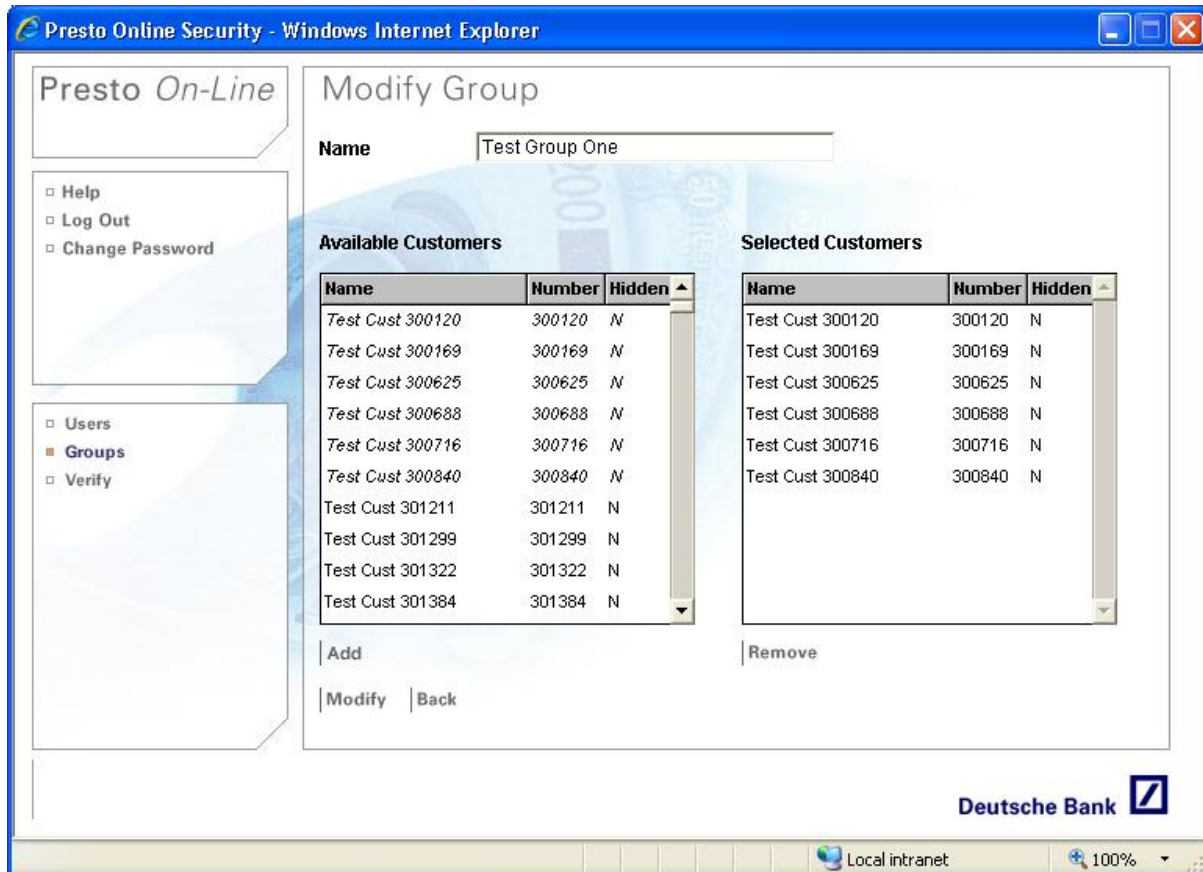 Presto Online Security - Windows Internet Explorer
Presto On-Line
Help
Log Out
Change Password
Users
Groups
Verify
Modify Group
Name Test Group One
Available Customers
Name Number Hidden
Test Cust 300120 300120 N
Test Cust 300169 300169 N
Test Cust 300625 300625 N
Test Cust 300688 300688 N
Test Cust 300716 300716 N
Test Cust 300840 300840 N
Test Cust 301211 301211 N
Test Cust 301299 301299 N
Test Cust 301322 301322 N
Test Cust 301384 301384 N
Add
Modify Back
Selected Customers
Name Number Hidden
Test Cust 300120 300120 N
Test Cust 300169 300169 N
Test Cust 300625 300625 N
Test Cust 300688 300688 N
Test Cust 300716 300716 N
Test Cust 300840 300840 N
Remove
Deutsche Bank
Local intranet 100%